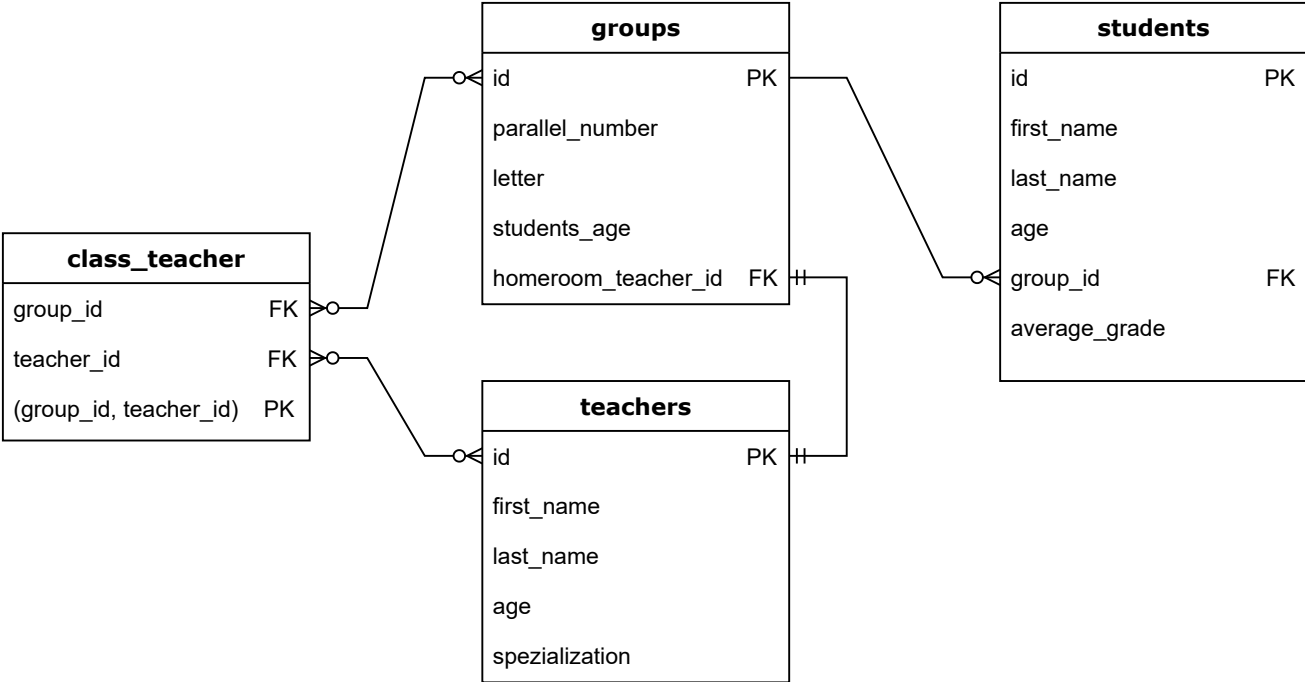 groups
id PK
parallel_number
letter
students_age
homeroom_teacher_id FK
students
id PK
first_name
last_name
age
group_id FK
average_grade
class_teacher
group_id FK
teacher_id FK
(group_id, teacher_id) PK
teachers
id PK
first_name
last_name
age
spezialization